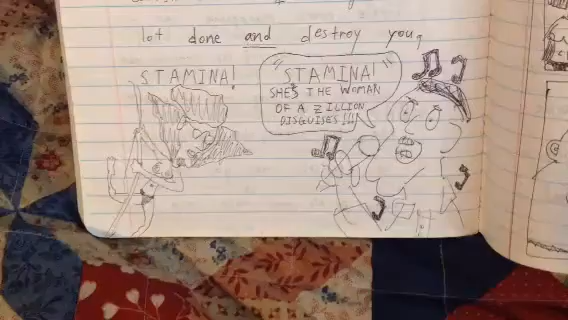 lot done and destroy you,
STAMINA!
"STAMINA!"
SHE'S THE WOMAN
OF A ZILLION
DISGUISES!!!